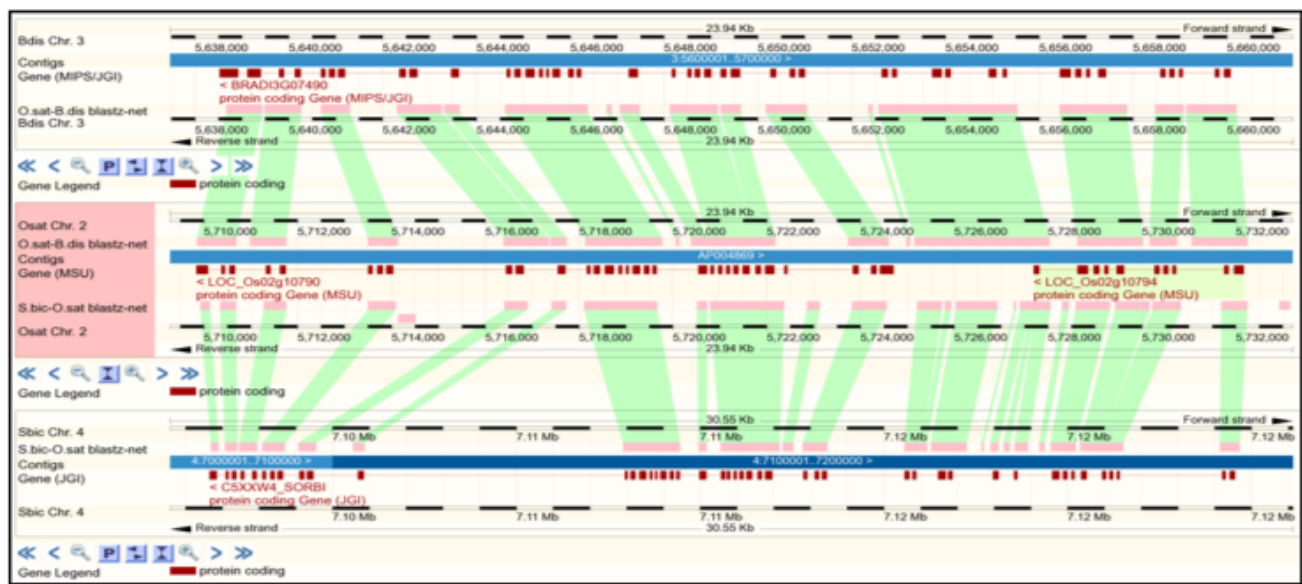 23.94 Kb Forward strand
Bdis Chr. 3
5,638,000 5,640,000 5,642,000 5,644,000 5,646,000 5,648,000 5,650,000 5,652,000 5,654,000 5,656,000 5,658,000 5,660,000
Contigs 3:5600001..5700000 >
Gene (MIPS/JGI)
< BRADI3G07490
protein coding Gene (MIPS/JGI)
O.sat-B.dis blastz-net
Bdis Chr. 3
5,638,000 5,640,000 5,642,000 5,644,000 5,646,000 5,648,000 5,650,000 5,652,000 5,654,000 5,656,000 5,658,000 5,660,000
Reverse strand 23.94 Kb
P
Gene Legend protein coding
23.94 Kb Forward strand
Osat Chr. 2
5,710,000 5,712,000 5,714,000 5,716,000 5,718,000 5,720,000 5,722,000 5,724,000 5,726,000 5,728,000 5,730,000 5,732,000
O.sat-B.dis blastz-net
Contigs AP004869 >
Gene (MSU)
< LOC_Os02g10790 < LOC_Os02g10794
protein coding Gene (MSU) protein coding Gene (MSU)
S.bic-O.sat blastz-net
Osat Chr. 2
5,710,000 5,712,000 5,714,000 5,716,000 5,718,000 5,720,000 5,722,000 5,724,000 5,726,000 5,728,000 5,730,000 5,732,000
Reverse strand 23.94 Kb
Gene Legend protein coding
30.55 Kb Forward strand
Sbic Chr. 4
7.10 Mb 7.11 Mb 7.11 Mb 7.12 Mb 7.12 Mb 7.12 Mb
S.bic-O.sat blastz-net
Contigs 4:7000001..7100000 > 4:7100001..7200000 >
Gene (JGI)
< C5XXW4_SORBI
protein coding Gene (JGI)
Sbic Chr. 4
7.10 Mb 7.11 Mb 7.11 Mb 7.12 Mb 7.12 Mb 7.12 Mb
Reverse strand 30.55 Kb
P
Gene Legend protein coding